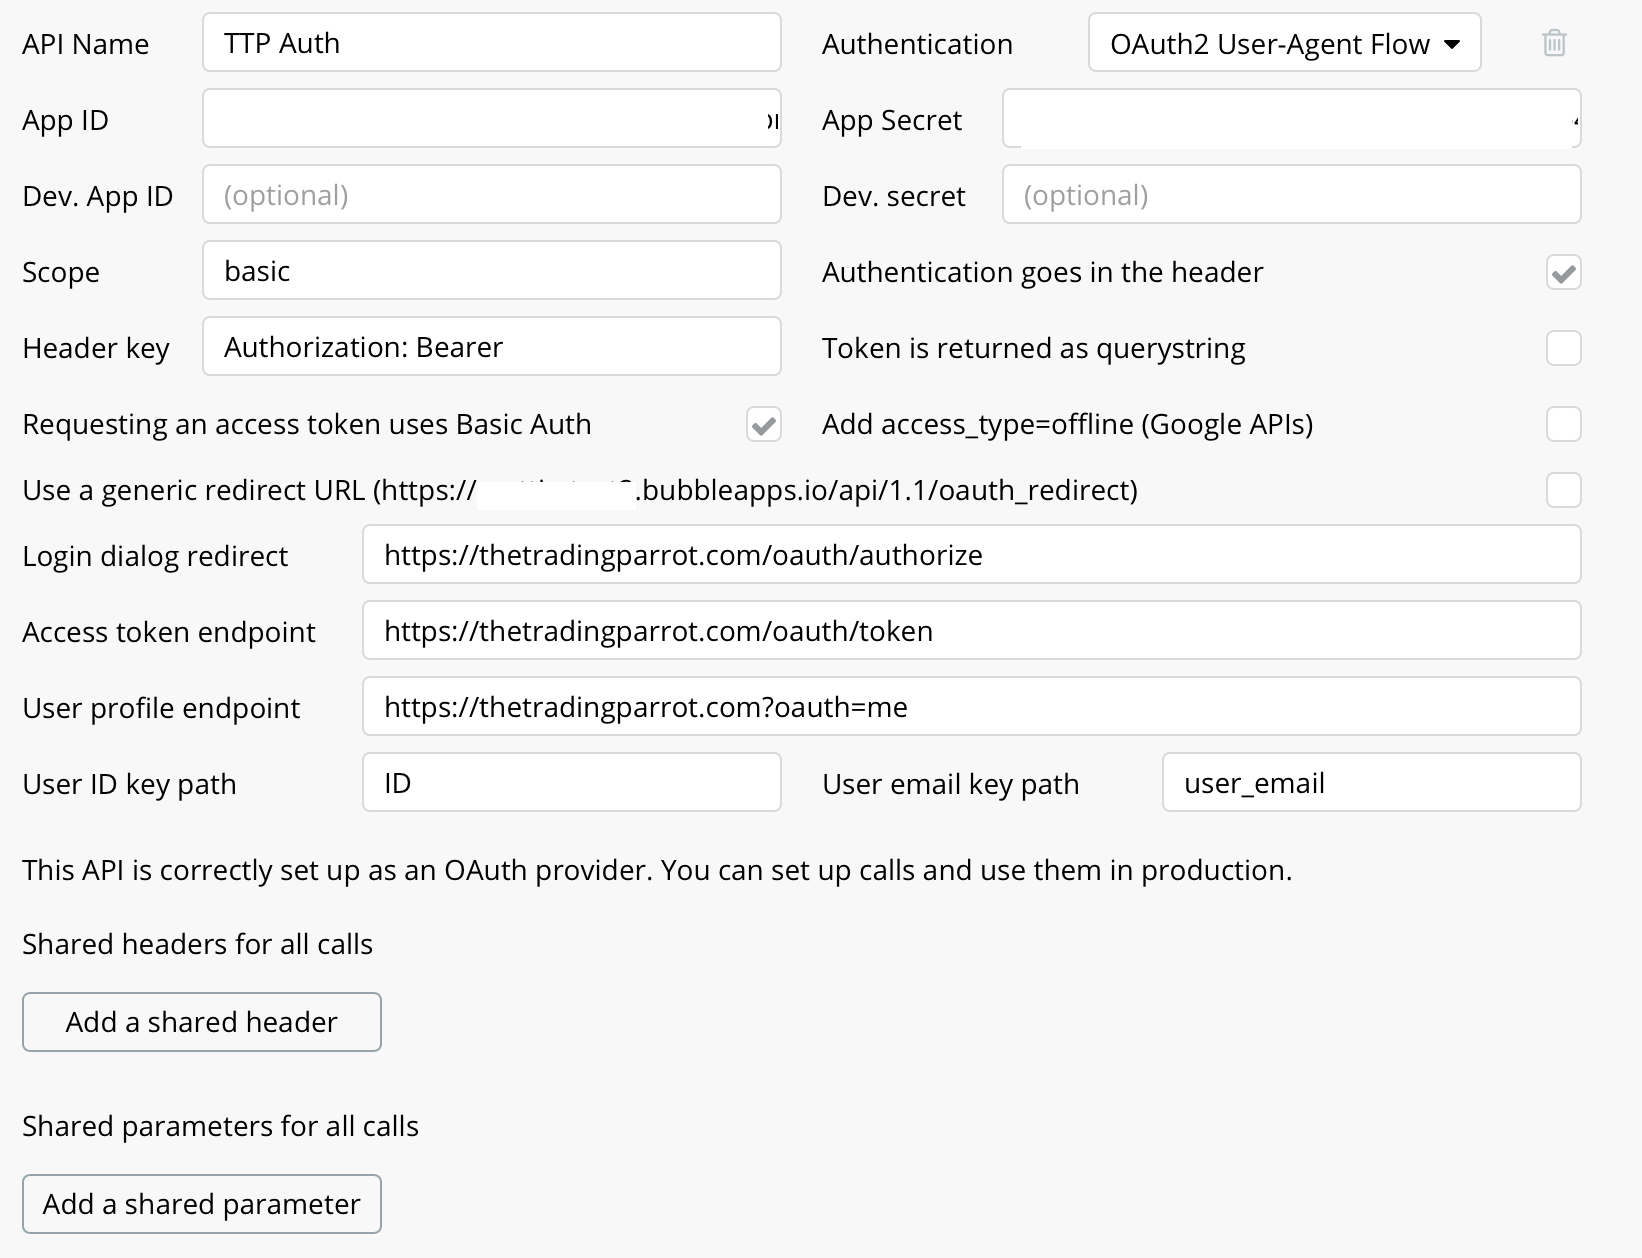 API Name TTP Auth Authentication OAuth2 User-Agent Flow
App ID App Secret
Dev. App ID (optional) Dev. secret (optional)
Scope basic Authentication goes in the header
Header key Authorization: Bearer Token is returned as querystring
Requesting an access token uses Basic Auth Add access_type=offline (Google APIs)
Use a generic redirect URL (https:// .bubbleapps.io/api/1.1/oauth_redirect)
Login dialog redirect https://thetradingparrot.com/oauth/authorize
Access token endpoint https://thetradingparrot.com/oauth/token
User profile endpoint https://thetradingparrot.com?oauth=me
User ID key path ID User email key path user_email
This API is correctly set up as an OAuth provider. You can set up calls and use them in production.
Shared headers for all calls
Add a shared header
Shared parameters for all calls
Add a shared parameter